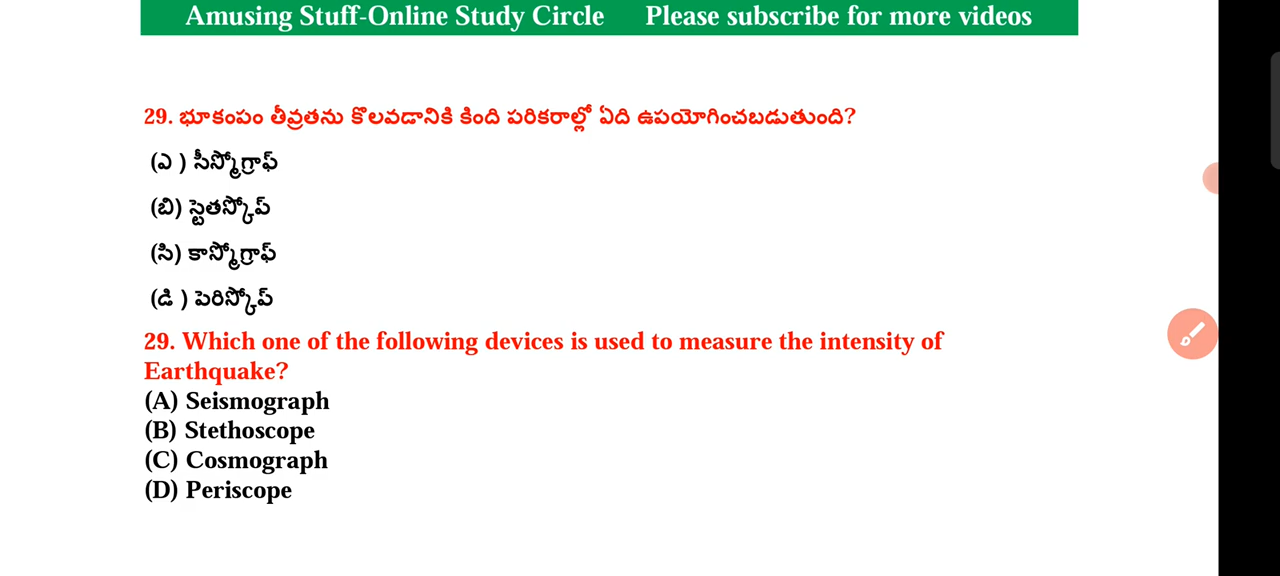 Amusing Stuff-Online Study Circle Please subscribe for more videos
29. భూకంపం తీవ్రతను కొలవడానికి కింది పరికరాల్లో ఏది ఉపయోగించబడుతుంది?
(ఎ ) సీస్మోగ్రాఫ్
(బి) స్టెతస్కోప్
(సి) కాస్మోగ్రాఫ్
(డి ) పెరిస్కోప్
29. Which one of the following devices is used to measure the intensity of
Earthquake?
(A) Seismograph
(B) Stethoscope
(C) Cosmograph
(D) Periscope